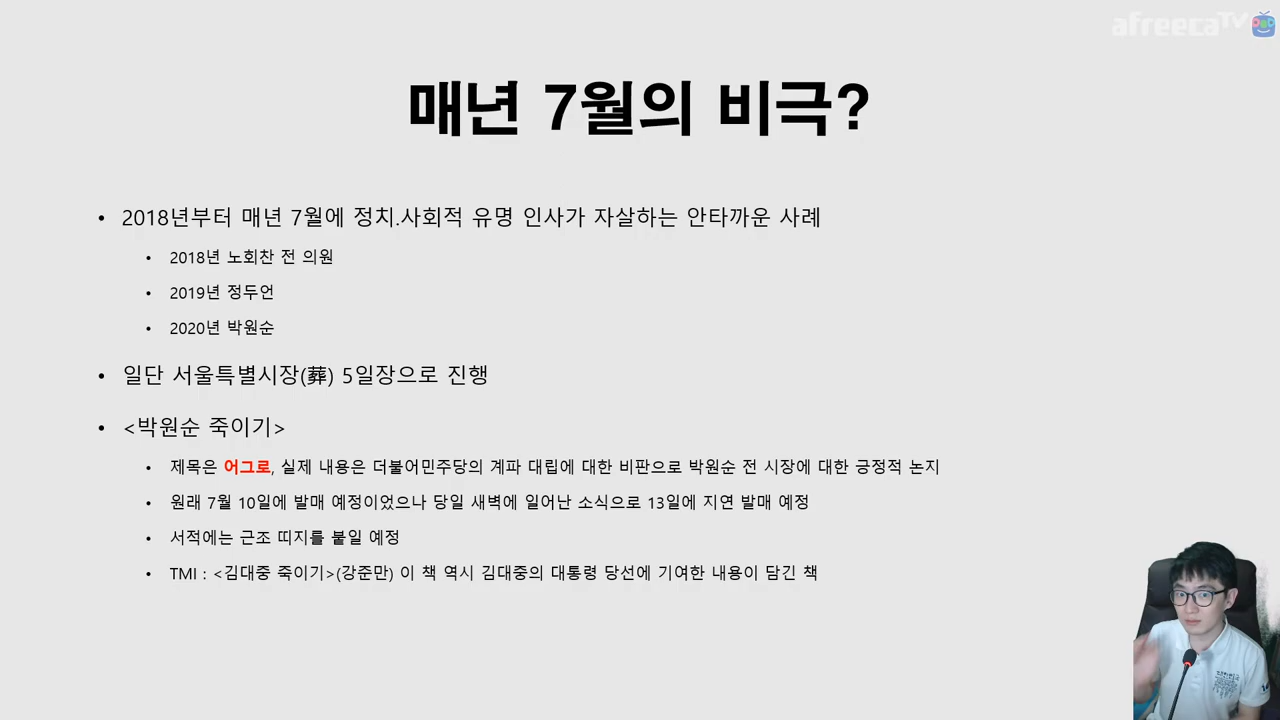 afreecaTV
매년 7월의 비극?
• 2018년부터 매년 7월에 정치.사회적 유명 인사가 자살하는 안타까운 사례
• 2018년 노회찬 전 의원
• 2019년 정두언
• 2020년 박원순
• 일단 서울특별시장(葬) 5일장으로 진행
• <박원순 죽이기>
• 제목은 어그로, 실제 내용은 더불어민주당의 계파 대립에 대한 비판으로 박원순 전 시장에 대한 긍정적 논지
• 원래 7월 10일에 발매 예정이었으나 당일 새벽에 일어난 소식으로 13일에 지연 발매 예정
• 서적에는 근조 띠지를 붙일 예정
• TMI : <김대중 죽이기>(강준만) 이 책 역시 김대중의 대통령 당선에 기여한 내용이 담긴 책